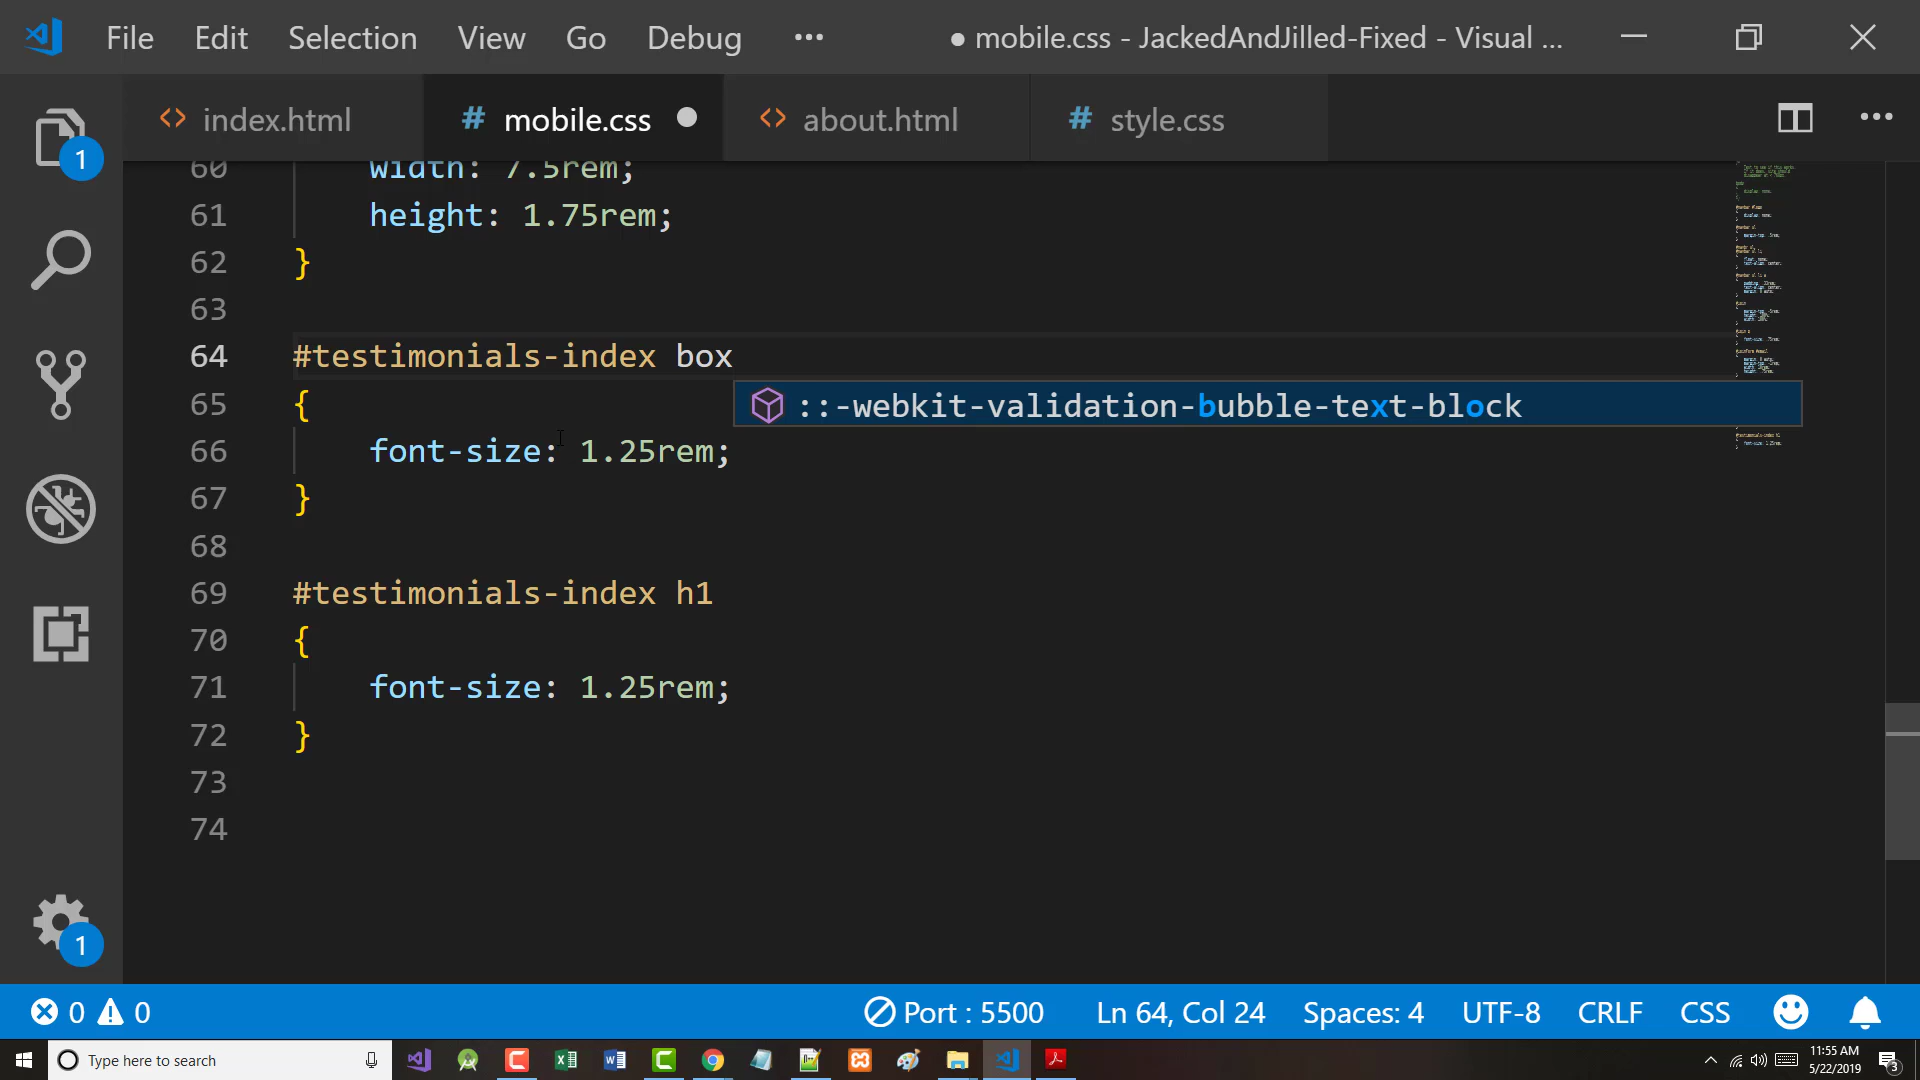 File Edit Selection View Go Debug ••• ● mobile.css - JackedAndJilled-Fixed - Visual ...
<> index.html # mobile.css ● <> about.html # style.css •••
60 width: 7.5rem;
61 height: 1.75rem;
62 }
63
64 #testimonials-index box
65 { ::-webkit-validation-bubble-text-block
66 font-size: 1.25rem;
67 }
68
69 #testimonials-index h1
70 {
71 font-size: 1.25rem;
72 }
73
74
1
1
0 0 Port : 5500 Ln 64, Col 24 Spaces: 4 UTF-8 CRLF CSS
Type here to search
11:55 AM
5/22/2019
3